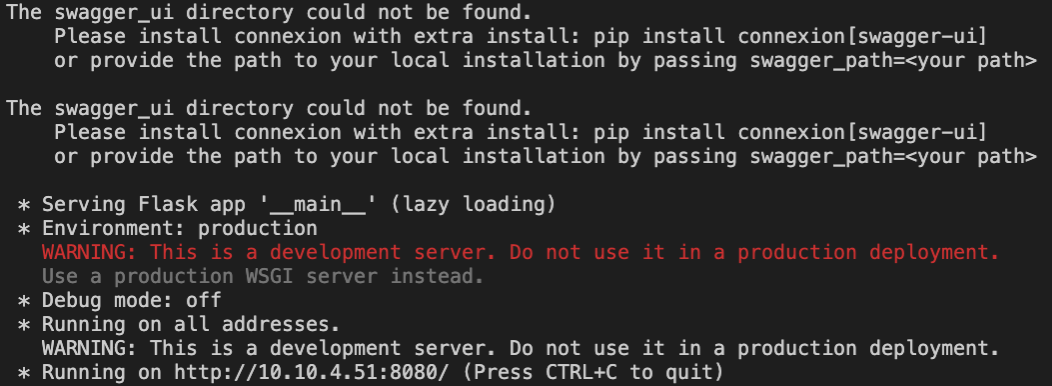 The swagger_ui directory could not be found.
    Please install connexion with extra install: pip install connexion[swagger-ui]
    or provide the path to your local installation by passing swagger_path=<your path>

The swagger_ui directory could not be found.
    Please install connexion with extra install: pip install connexion[swagger-ui]
    or provide the path to your local installation by passing swagger_path=<your path>

 * Serving Flask app '__main__' (lazy loading)
 * Environment: production
   WARNING: This is a development server. Do not use it in a production deployment.
   Use a production WSGI server instead.
 * Debug mode: off
 * Running on all addresses.
   WARNING: This is a development server. Do not use it in a production deployment.
 * Running on http://10.10.4.51:8080/ (Press CTRL+C to quit)